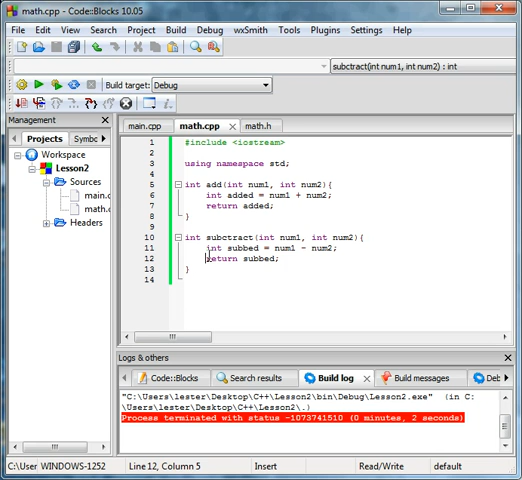 math.cpp - Code::Blocks 10.05
File Edit View Search Project Build Debug wxSmith Tools Plugins Settings Help
subctract(int num1, int num2) : int
Build target: Debug
Management
Projects Symbc
Workspace
Lesson2
Sources
main.c
math.
Headers
main.cpp math.cpp math.h
1 #include <iostream>
2
3 using namespace std;
4
5 int add(int num1, int num2){
6 int added = num1 + num2;
7 return added;
8 }
9
10 int subctract(int num1, int num2){
11 int subbed = num1 - num2;
12 return subbed;
13 }
14
Logs & others
Code::Blocks Search results Build log Build messages Deb
"C:\Users\lester\Desktop\C++\Lesson2\bin\Debug\Lesson2.exe" (in C:
\Users\lester\Desktop\C++\Lesson2\.)
Process terminated with status -1073741510 (0 minutes, 2 seconds)
C:\User WINDOWS-1252 Line 12, Column 5 Insert Read/Write default